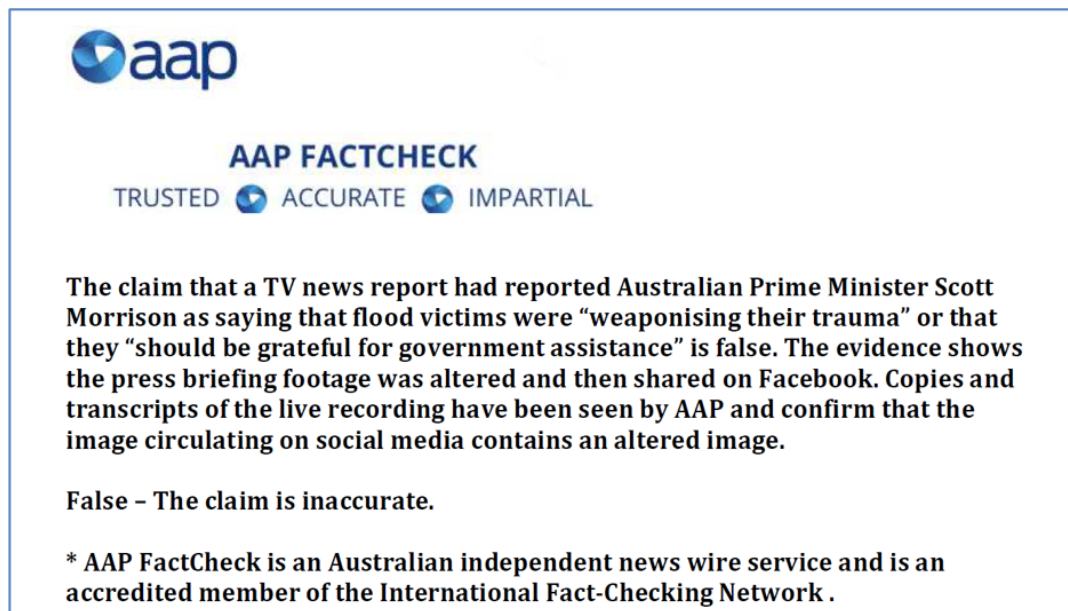 aap
AAP FACTCHECK
TRUSTED ACCURATE IMPARTIAL
The claim that a TV news report had reported Australian Prime Minister Scott
Morrison as saying that flood victims were “weaponising their trauma” or that
they “should be grateful for government assistance” is false. The evidence shows
the press briefing footage was altered and then shared on Facebook. Copies and
transcripts of the live recording have been seen by AAP and confirm that the
image circulating on social media contains an altered image.
False – The claim is inaccurate.
* AAP FactCheck is an Australian independent news wire service and is an
accredited member of the International Fact-Checking Network .